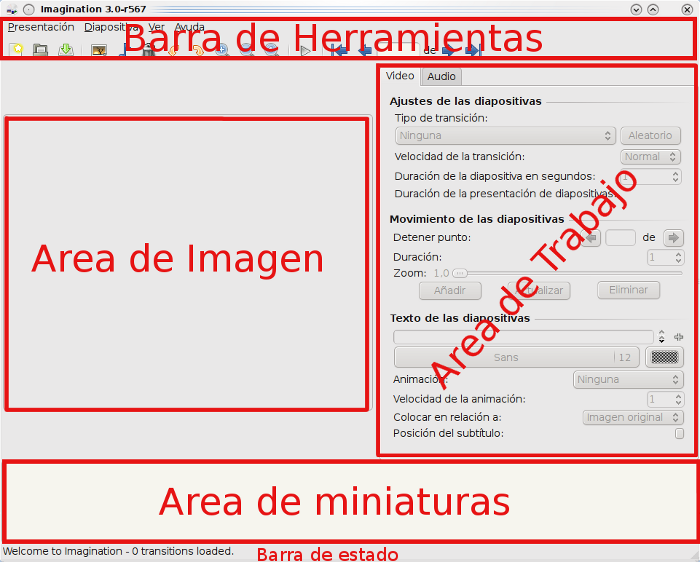 Imagination 3.0-r567
Presentación Diapositiva Ver Ayuda
Barra de Herramientas
de
Video Audio
Ajustes de las diapositivas
Tipo de transición:
Ninguna Aleatorio
Velocidad de la transición: Normal
Duración de la diapositiva en segundos: 1
Duración de la presentación de diapositivas
Movimiento de las diapositivas
Detener punto: de
Duración: 1
Zoom: 1.0
Añadir Eliminar
Texto de las diapositivas
Sans 12
Animación: Ninguna
Velocidad de la animación: 1
Colocar en relación a: Imagen original
Posición del subtítulo:
Area de Imagen
Area de Trabajo
Area de miniaturas
Welcome to Imagination - 0 transitions loaded.
Barra de estado